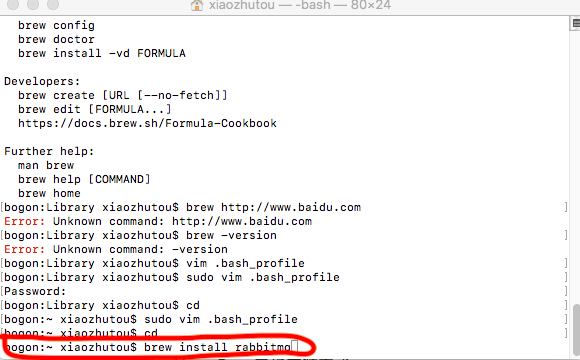 xiaozhutou — -bash — 80×24
brew config
brew doctor
brew install -vd FORMULA
Developers:
brew create [URL [--no-fetch]]
brew edit [FORMULA...]
https://docs.brew.sh/Formula-Cookbook
Further help:
man brew
brew help [COMMAND]
brew home
[bogon:Library xiaozhutou$ brew http://www.baidu.com ]
Error: Unknown command: http://www.baidu.com
[bogon:Library xiaozhutou$ brew -version ]
Error: Unknown command: -version
[bogon:Library xiaozhutou$ vim .bash_profile ]
[bogon:Library xiaozhutou$ sudo vim .bash_profile ]
[Password: ]
[bogon:Library xiaozhutou$ cd ]
[bogon:~ xiaozhutou$ sudo vim .bash_profile ]
[bogon:~ xiaozhutou$ cd ]
bogon:~ xiaozhutou$ brew install rabbitmq